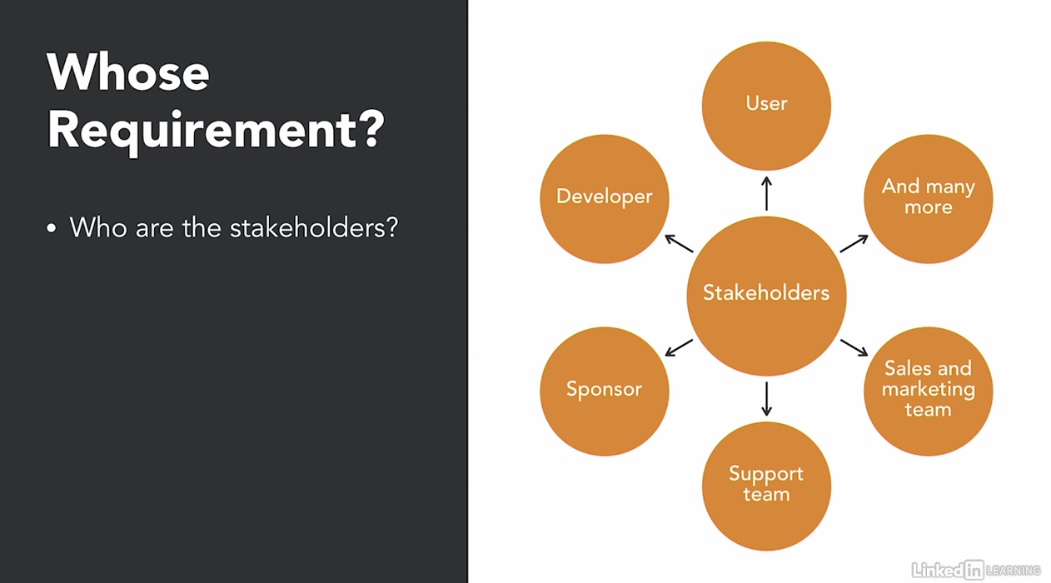 Whose
Requirement?
• Who are the stakeholders?
User
Developer
And many
more
Stakeholders
Sponsor
Sales and
marketing
team
Support
team
Linked in LEARNING